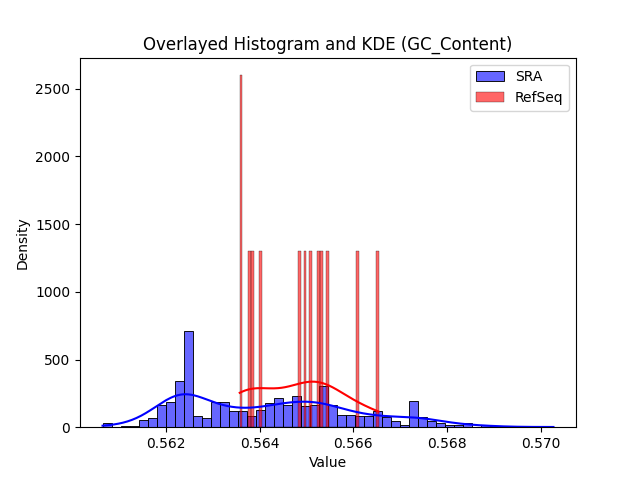 Overlayed Histogram and KDE (GC_Content)
SRA
RefSeq
2500
2000
1500
1000
500
0
Density
0.562 0.564 0.566 0.568 0.570
Value